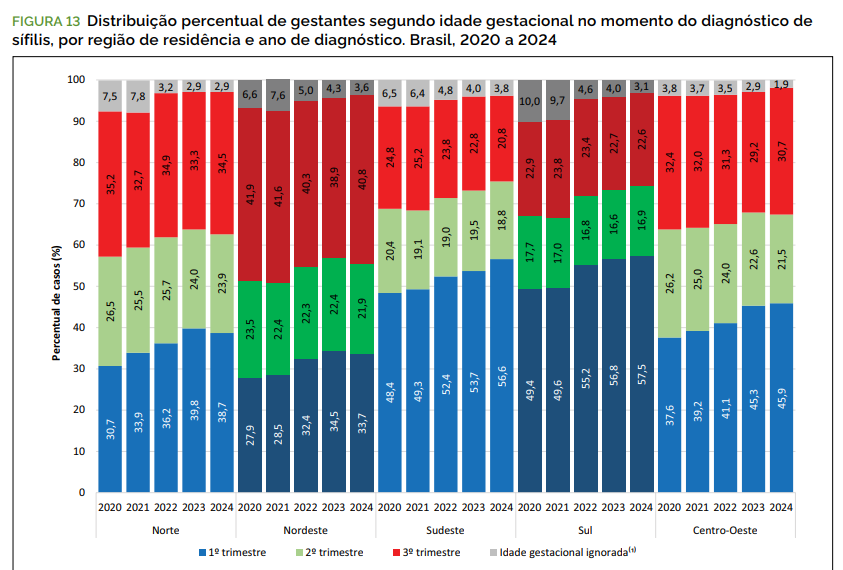 FIGURA 13 Distribuição percentual de gestantes segundo idade gestacional no momento do diagnóstico de
sífilis, por região de residência e ano de diagnóstico. Brasil, 2020 a 2024
Percentual de casos (%)
100
90
80
70
60
50
40
30
20
10
0
7,5 7,8 3,2 2,9 2,9 6,6 7,6 5,0 4,3 3,6 6,5 6,4 4,8 4,0 3,8 10,0 9,7 4,6 4,0 3,1 3,8 3,7 3,5 2,9 1,9
35,2 32,7 34,9 33,3 34,5 41,9 41,6 40,3 38,9 40,8 24,8 25,2 23,8 22,8 20,8 22,9 23,8 23,4 22,7 22,6 32,4 32,0 31,3 29,2 30,7
26,5 25,5 25,7 24,0 23,9 23,5 22,4 22,3 22,4 21,9 20,4 19,1 19,0 19,5 18,8 17,7 17,0 16,8 16,6 16,9 26,2 25,0 24,0 22,6 21,5
30,7 33,9 36,2 39,8 38,7 27,9 28,5 32,4 34,5 33,7 48,4 49,3 52,4 53,7 56,6 49,4 49,6 55,2 56,8 57,5 37,6 39,2 41,1 45,3 45,9
2020 2021 2022 2023 2024 2020 2021 2022 2023 2024 2020 2021 2022 2023 2024 2020 2021 2022 2023 2024 2020 2021 2022 2023 2024
Norte Nordeste Sudeste Sul Centro-Oeste
1º trimestre 2º trimestre 3º trimestre Idade gestacional ignorada⁽¹⁾